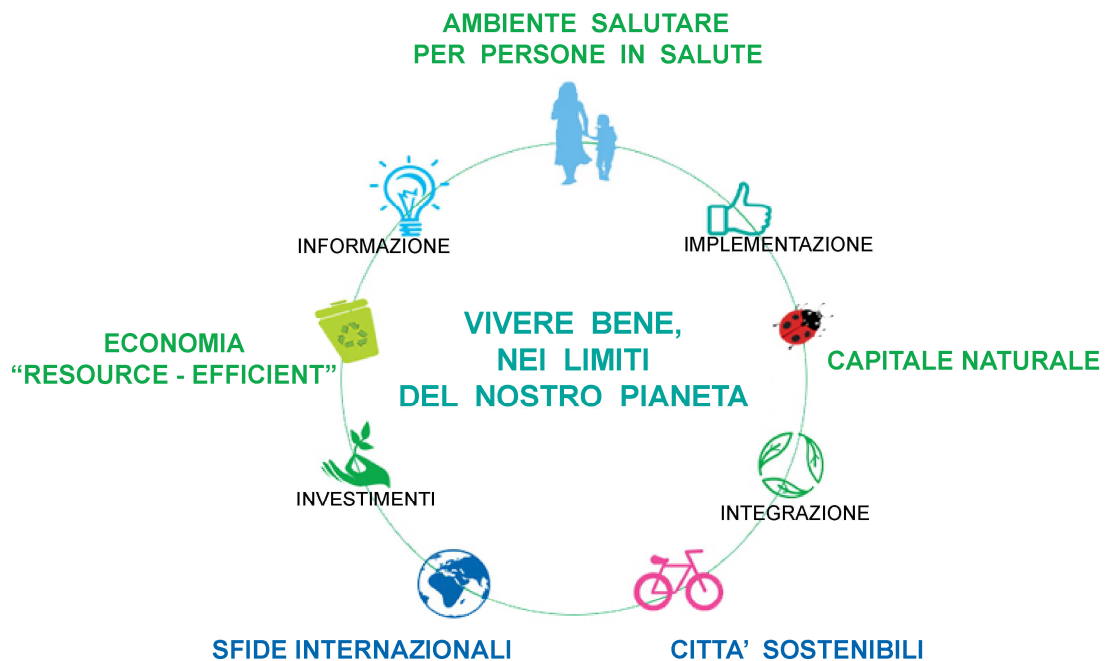 AMBIENTE SALUTARE
PER PERSONE IN SALUTE
INFORMAZIONE
IMPLEMENTAZIONE
VIVERE BENE,
NEI LIMITI
DEL NOSTRO PIANETA
ECONOMIA
“RESOURCE - EFFICIENT”
CAPITALE NATURALE
INVESTIMENTI
INTEGRAZIONE
SFIDE INTERNAZIONALI
CITTA’ SOSTENIBILI